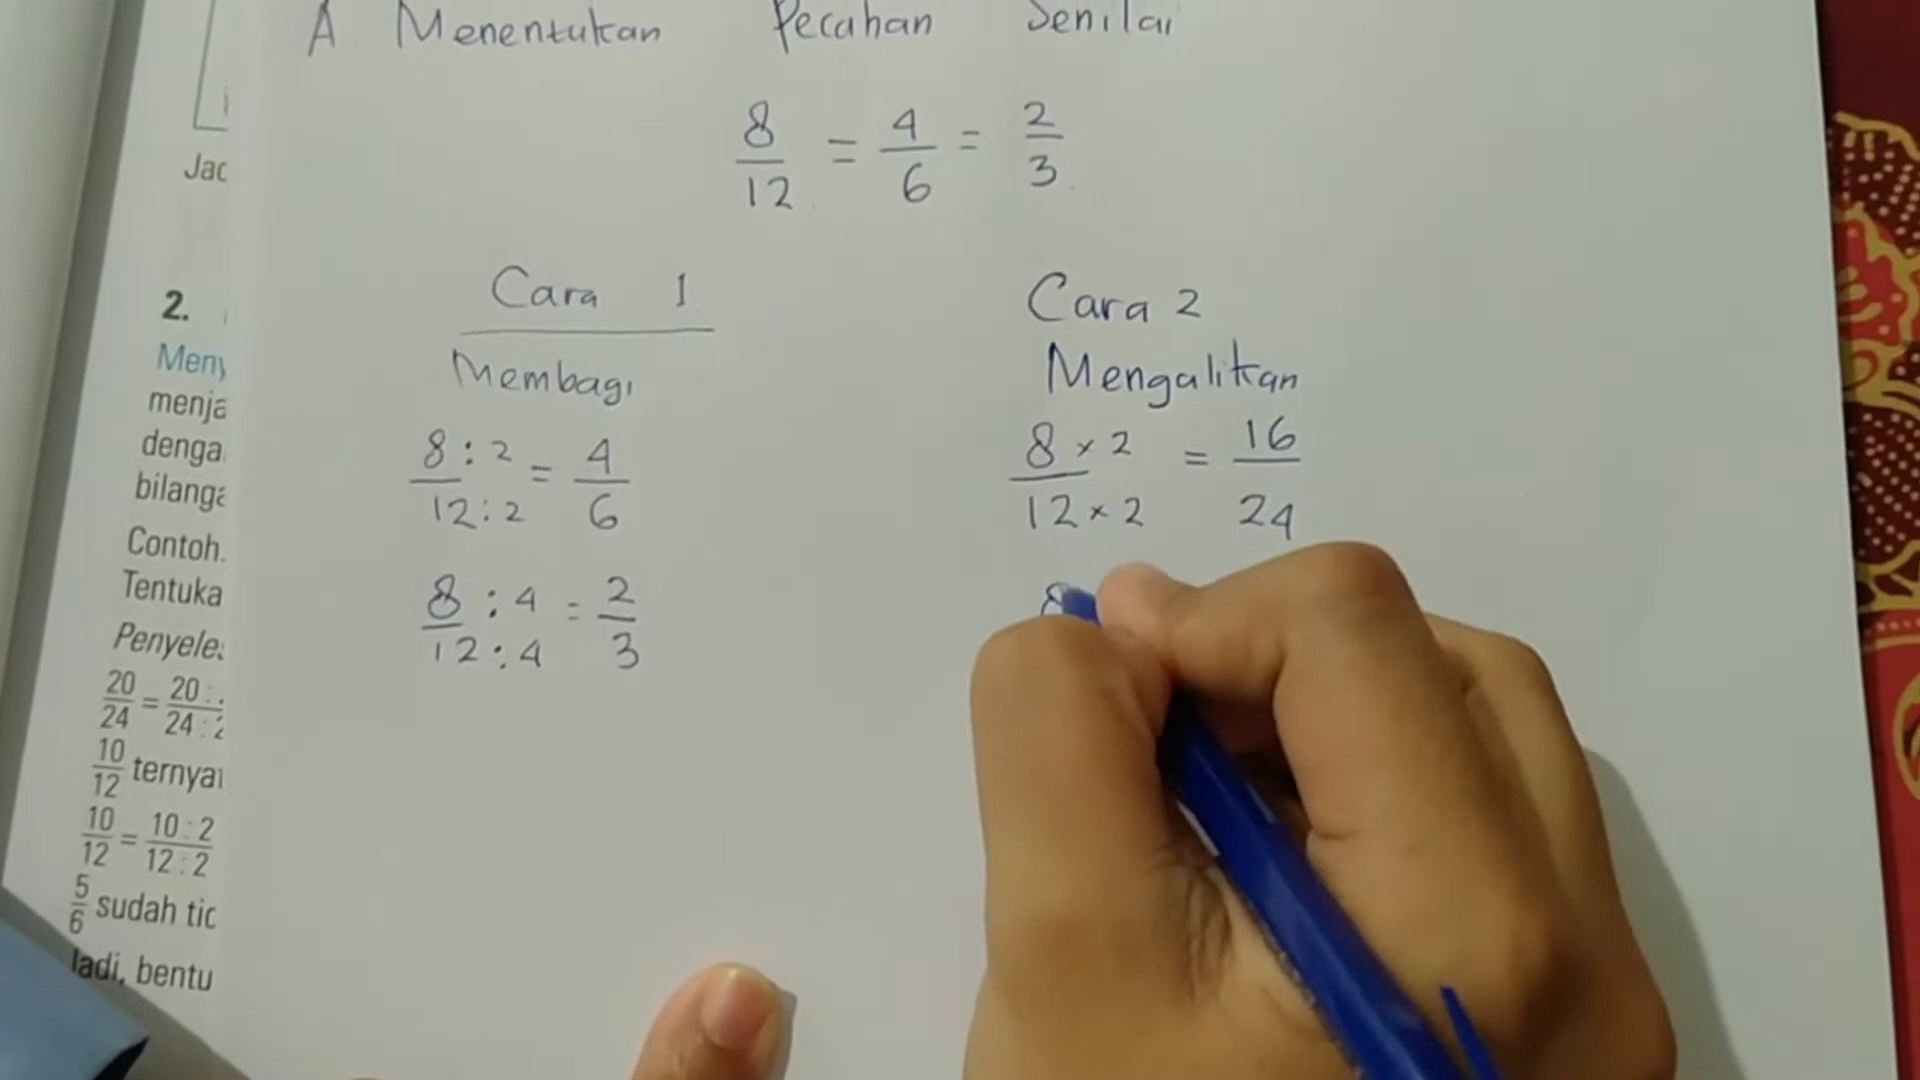 A Menentukan Pecahan Senilai
8/12 = 4/6 = 2/3
Cara 1
Membagi
8 : 2 / 12 : 2 = 4/6
8 : 4 / 12 : 4 = 2/3
Cara 2
Mengalikan
8 × 2 / 12 × 2 = 16/24
8
Jac
2.
Meny
menja
denga
bilanga
Contoh.
Tentuka
Penyele
20/24 = 20 : / 24 : 2
10/12 ternya
10/12 = 10 : 2 / 12 : 2
5/6 sudah tid
Jadi, bentu